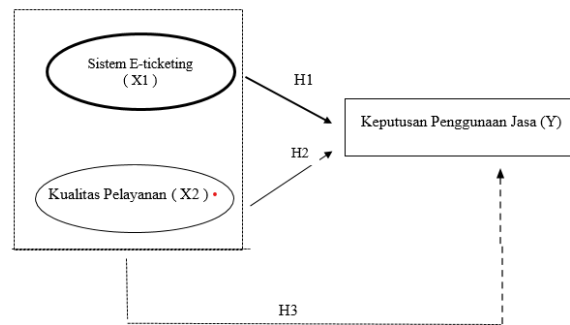 Sistem E-ticketing
( X1 )
H1
Keputusan Penggunaan Jasa (Y)
H2
Kualitas Pelayanan ( X2 )
H3